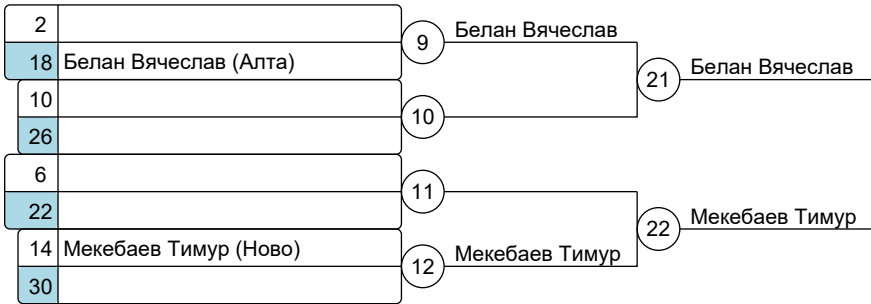 2
9 Белан Вячеслав
18 Белан Вячеслав (Алта)
21 Белан Вячеслав
10
10
26
6
11
22
22 Мекебаев Тимур
14 Мекебаев Тимур (Ново)
12 Мекебаев Тимур
30